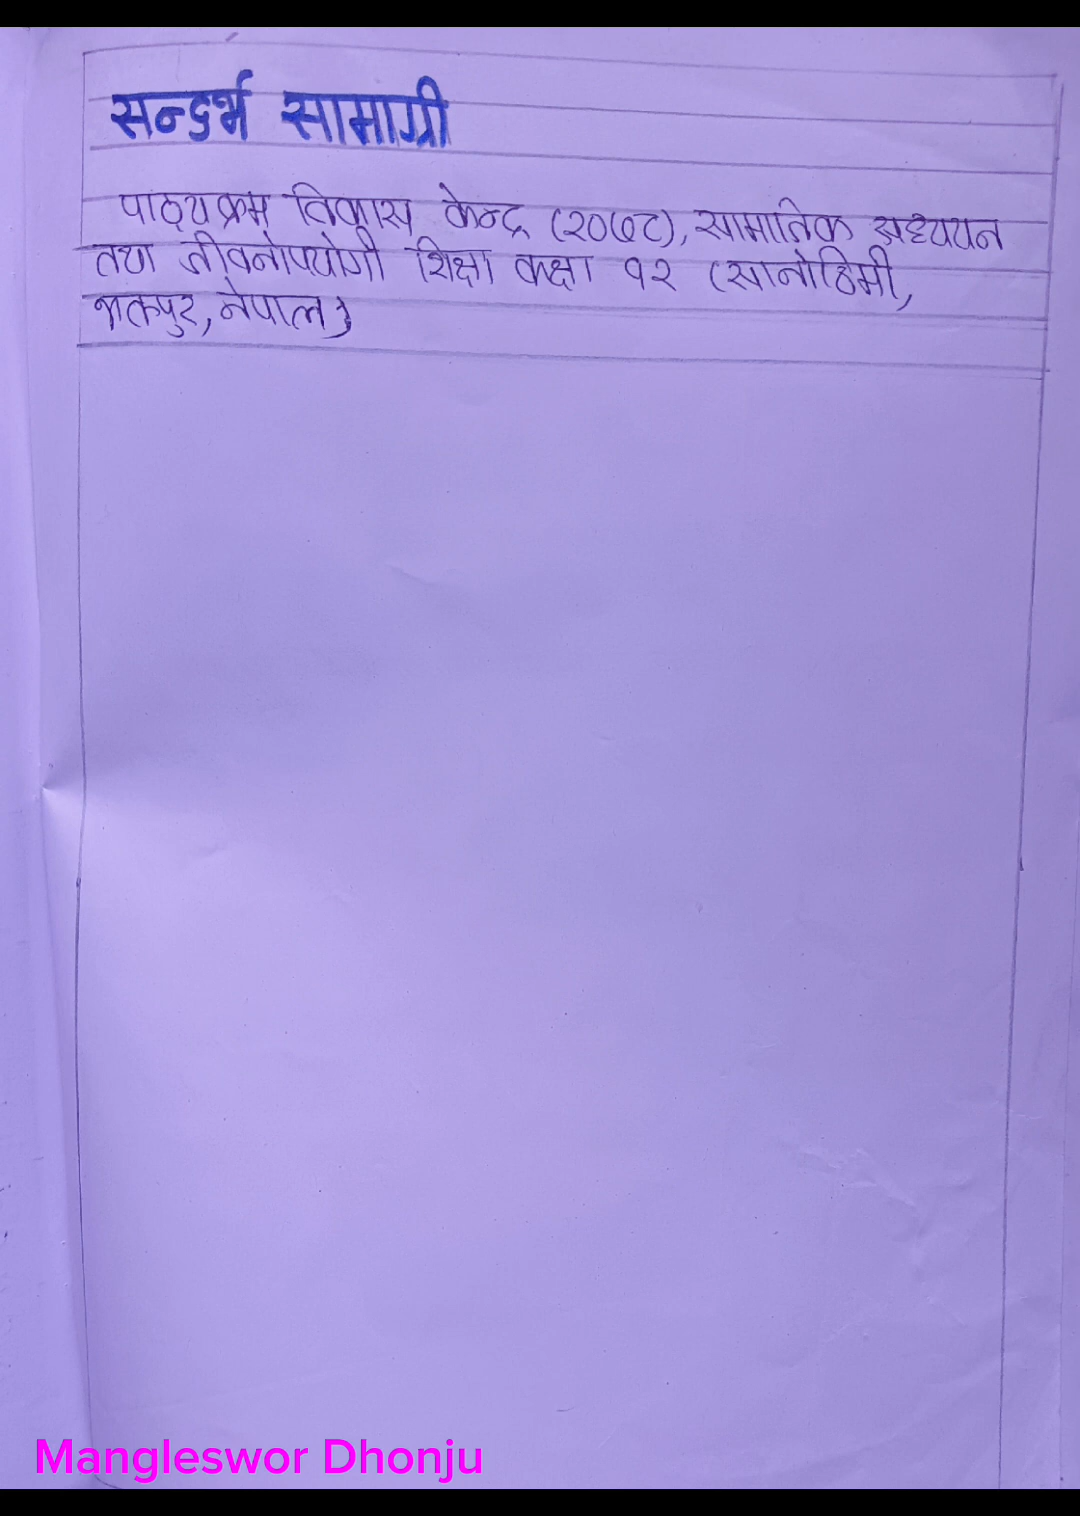 सन्दर्भ सामाग्री
पाठ्यक्रम विकास केन्द्र (२०७८), सामाजिक अध्ययन
तथा जीवनोपयोगी शिक्षा कक्षा १२ (सानोठिमी,
भक्तपुर, नेपाल)
Mangleswor Dhonju